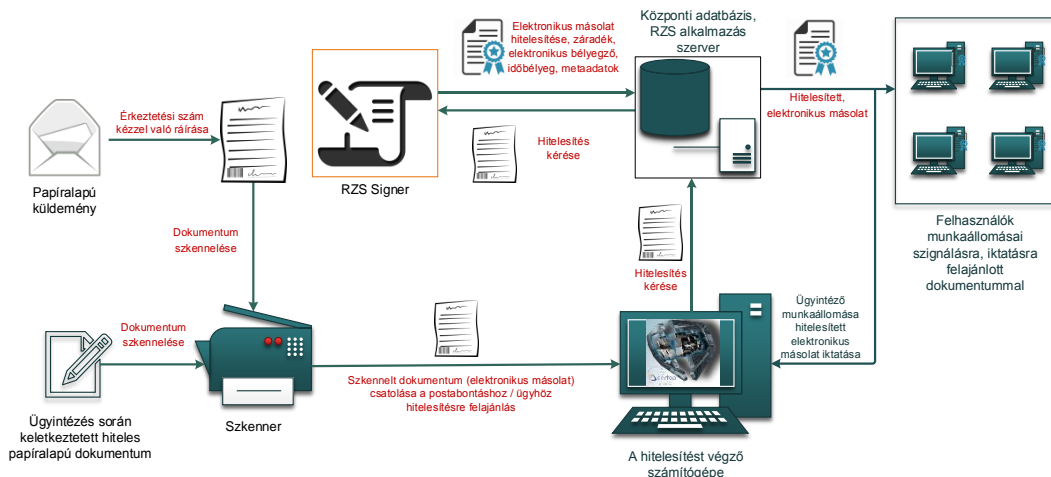 Elektronikus másolat
hitelesítése, záradék,
elektronikus bélyegző,
időbélyeg, metaadatok
Központi adatbázis,
RZS alkalmazás
szerver
Érkeztetési szám
kézzel való ráírása
Hitelesített,
elektronikus másolat
Hitelesítés
kérése
Papíralapú
küldemény
RZS Signer
Felhasználók
munkaállomásai
szignálásra, iktatásra
felajánlott
dokumentummal
Dokumentum
szkennelése
Hitelesítés
kérése
Ügyintéző
munkaállomása
hitelesített
elektronikus
másolat iktatása
Dokumentum
szkennelése
Szkennelt dokumentum (elektronikus másolat)
csatolása a postabontáshoz / ügyhöz
hitelesítésre felajánlás
Ügyintézés során
keletkeztetett hiteles
papíralapú dokumentum
Szkenner
A hitelesítést végző
számítógépe